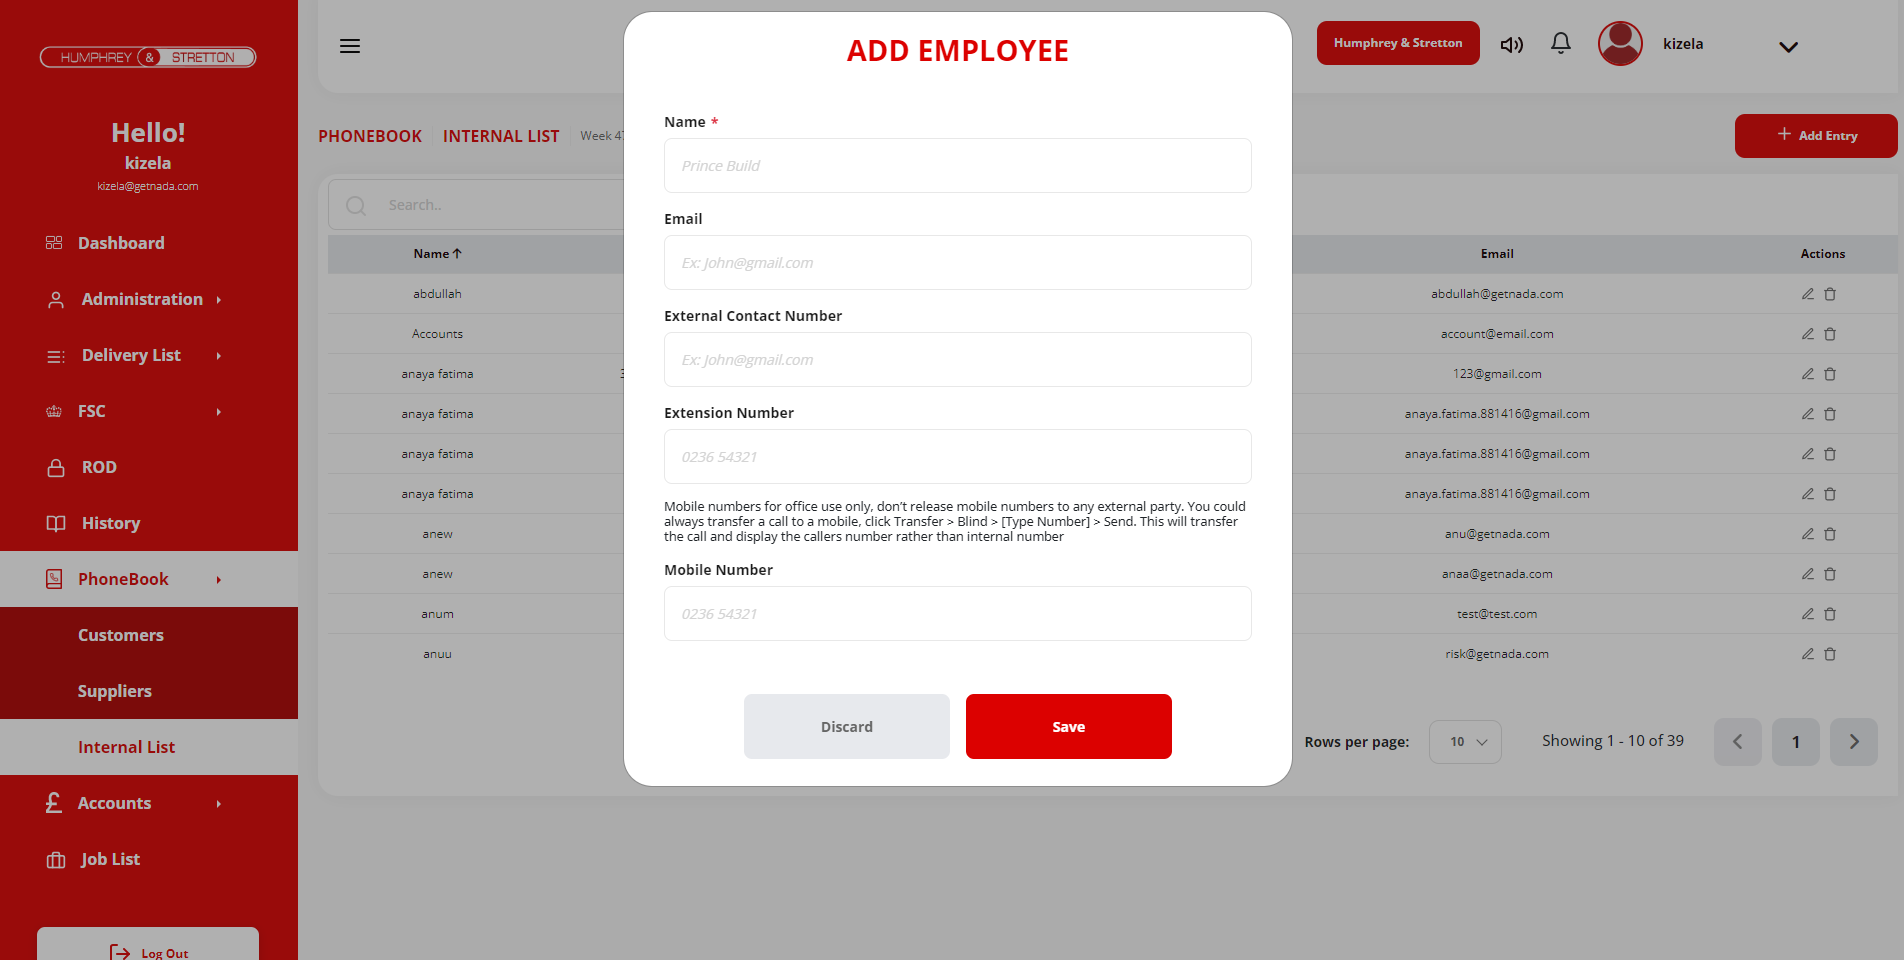 HUMPHREY & STRETTON
Hello!
kizela
kizela@getnada.com
Dashboard
Administration
Delivery List
FSC
ROD
History
PhoneBook
Customers
Suppliers
Internal List
Accounts
Job List
Log Out
Humphrey & Stretton
kizela
PHONEBOOK
INTERNAL LIST
Week 47
Add Entry
Search..
Name
Email
Actions
abdullah
abdullah@getnada.com
Accounts
account@email.com
anaya fatima
3
123@gmail.com
anaya fatima
anaya.fatima.881416@gmail.com
anaya fatima
anaya.fatima.881416@gmail.com
anaya fatima
anaya.fatima.881416@gmail.com
anew
anu@getnada.com
anew
anaa@getnada.com
anum
test@test.com
anuu
risk@getnada.com
Rows per page:
10
Showing 1 - 10 of 39
1
ADD EMPLOYEE
Name *
Prince Build
Email
Ex: John@gmail.com
External Contact Number
Ex: John@gmail.com
Extension Number
0236 54321
Mobile numbers for office use only, don’t release mobile numbers to any external party. You could
always transfer a call to a mobile, click Transfer > Blind > [Type Number] > Send. This will transfer
the call and display the callers number rather than internal number
Mobile Number
0236 54321
Discard
Save